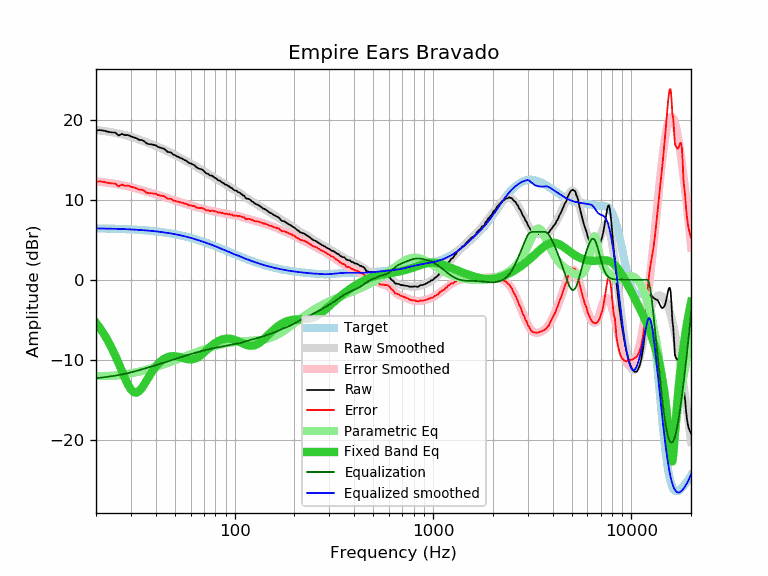 Empire Ears Bravado
Amplitude (dBr)
20
10
0
−10
−20
Target
Raw Smoothed
Error Smoothed
Raw
Error
Parametric Eq
Fixed Band Eq
Equalization
Equalized smoothed
100
1000
10000
Frequency (Hz)